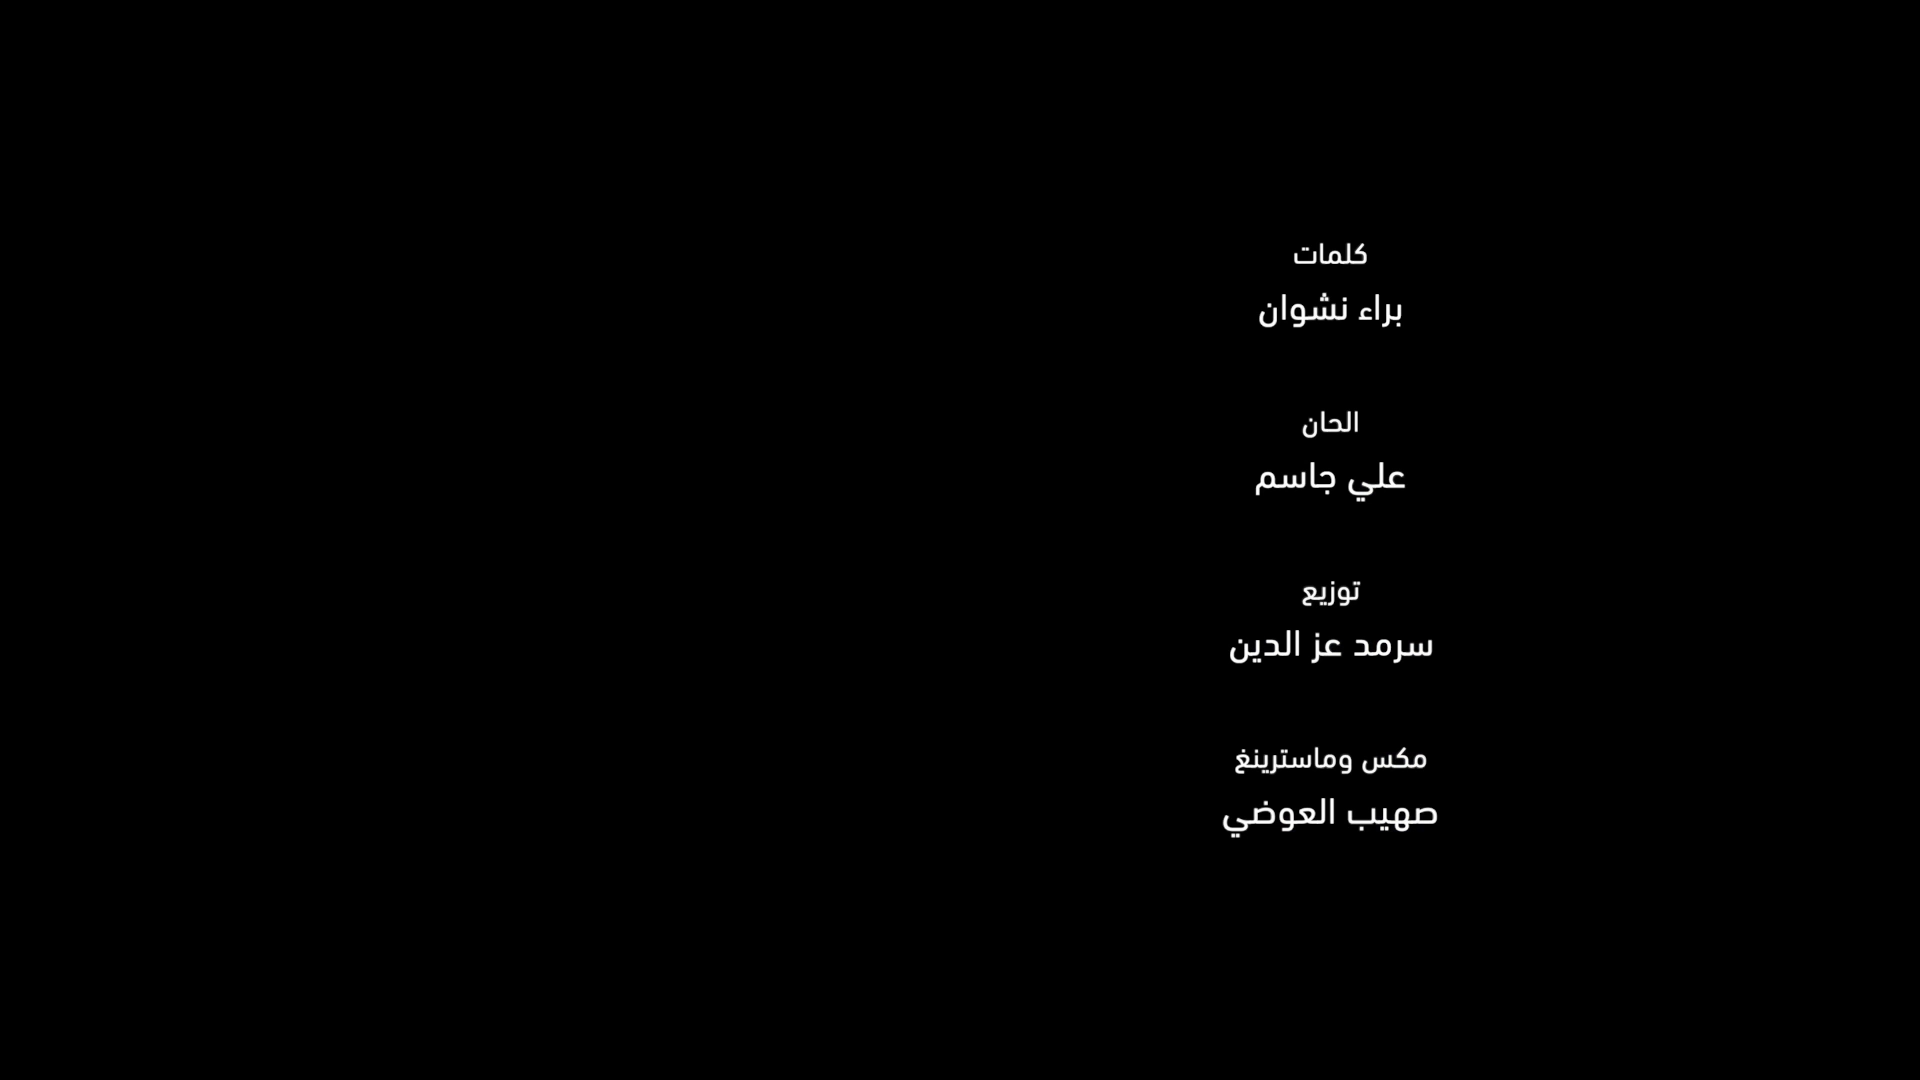 كلمات
براء نشوان
الحان
علي جاسم
توزيع
سرمد عز الدين
مكس وماسترينغ
صهيب العوضي